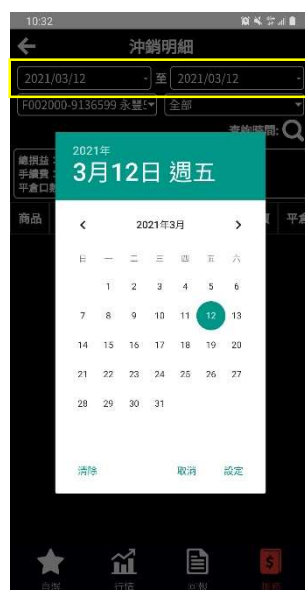 10:32
沖銷明細
2021/03/12 至 2021/03/12
F002000-9136599 永豐 全部
查詢時間:
總損益:
手續費:
平倉口數
商品
2021年
3月12日 週五
2021年3月
日 一 二 三 四 五 六
1 2 3 4 5 6
7 8 9 10 11 12 13
14 15 16 17 18 19 20
21 22 23 24 25 26 27
28 29 30 31
清除 取消 設定
自選 行情